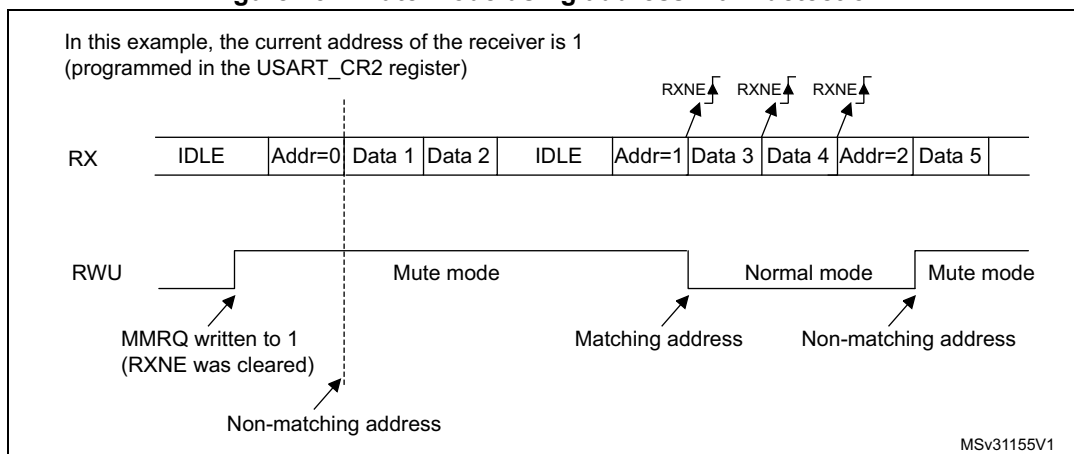 In this example, the current address of the receiver is 1
(programmed in the USART_CR2 register)
RXNE RXNE RXNE
RX IDLE Addr=0 Data 1 Data 2 IDLE Addr=1 Data 3 Data 4 Addr=2 Data 5
RWU Mute mode Normal mode Mute mode
MMRQ written to 1 Matching address Non-matching address
(RXNE was cleared)
Non-matching address
MSv31155V1